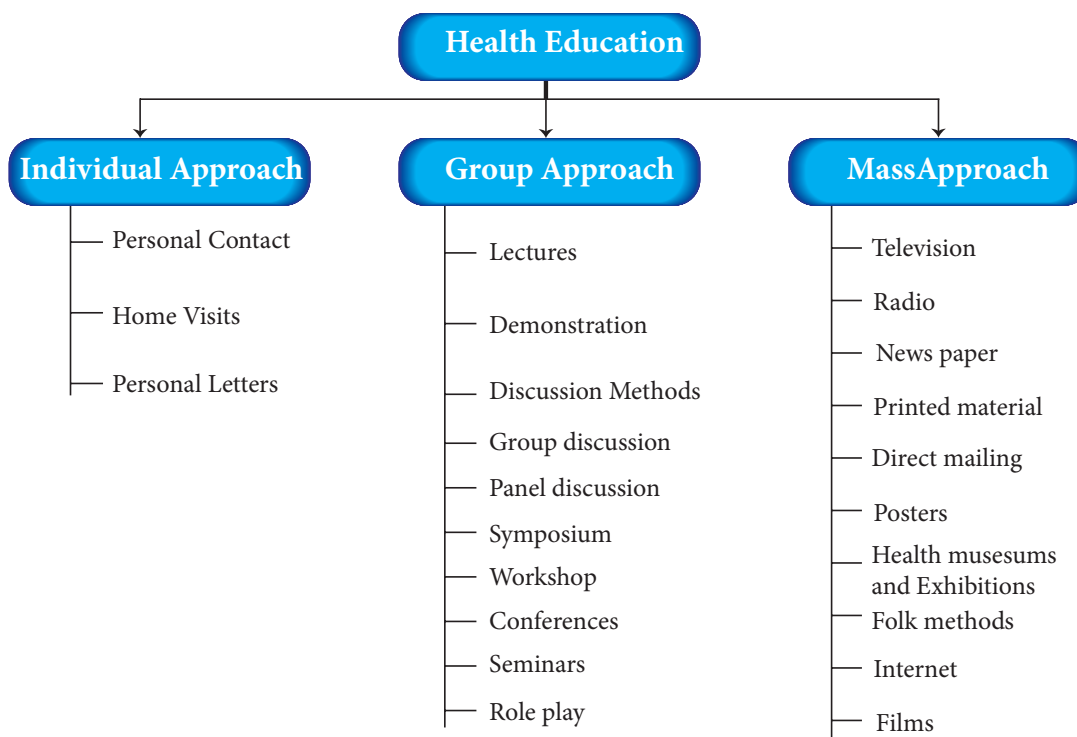 Health Education
Individual Approach
Personal Contact
Home Visits
Personal Letters
Group Approach
Lectures
Demonstration
Discussion Methods
Group discussion
Panel discussion
Symposium
Workshop
Conferences
Seminars
Role play
MassApproach
Television
Radio
News paper
Printed material
Direct mailing
Posters
Health musesums
and Exhibitions
Folk methods
Internet
Films